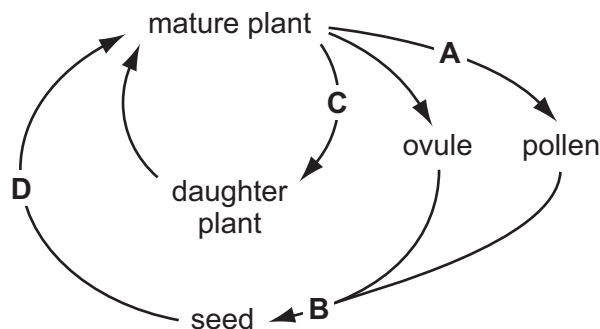 mature plant
A
C
ovule
pollen
D
daughter
plant
B
seed